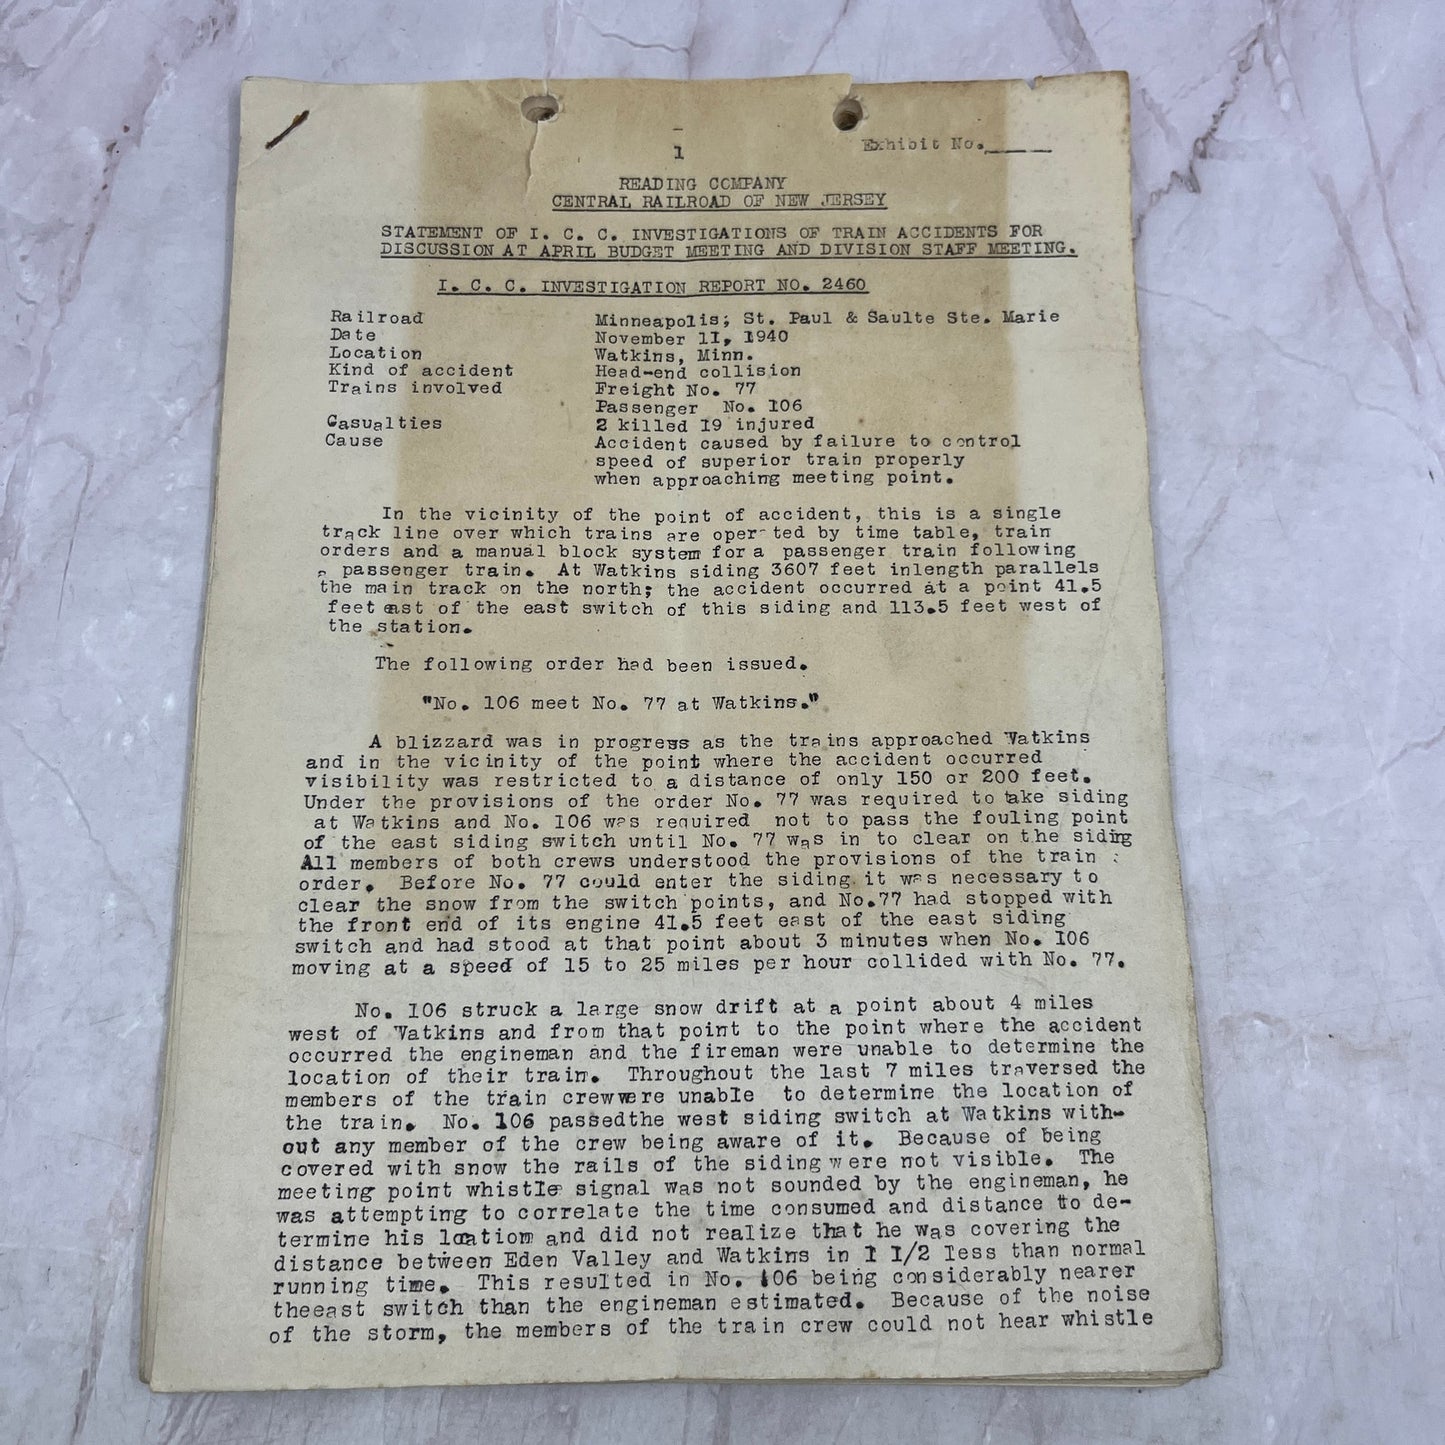 1
Exhibit No.____
READING COMPANY
CENTRAL RAILROAD OF NEW JERSEY
STATEMENT OF I. C. C. INVESTIGATIONS OF TRAIN ACCIDENTS FOR
DISCUSSION AT APRIL BUDGET MEETING AND DIVISION STAFF MEETING.
I. C. C. INVESTIGATION REPORT NO. 2460
Railroad Minneapolis; St. Paul & Saulte Ste. Marie
Date November 11, 1940
Location Watkins, Minn.
Kind of accident Head-end collision
Trains involved Freight No. 77
Passenger No. 106
Casualties 2 killed 19 injured
Cause Accident caused by failure to control
speed of superior train properly
when approaching meeting point.
In the vicinity of the point of accident, this is a single
track line over which trains are operated by time table, train
orders and a manual block system for a passenger train following
a passenger train. At Watkins siding 3607 feet inlength parallels
the main track on the north; the accident occurred at a point 41.5
feet east of the east switch of this siding and 113.5 feet west of
the station.
The following order had been issued.
"No. 106 meet No. 77 at Watkins."
A blizzard was in progress as the trains approached Watkins
and in the vicinity of the point where the accident occurred
visibility was restricted to a distance of only 150 or 200 feet.
Under the provisions of the order No. 77 was required to take siding
at Watkins and No. 106 was required not to pass the fouling point
of the east siding switch until No. 77 was in to clear on the siding
All members of both crews understood the provisions of the train
order. Before No. 77 could enter the siding it was necessary to
clear the snow from the switch points, and No.77 had stopped with
the front end of its engine 41.5 feet east of the east siding
switch and had stood at that point about 3 minutes when No. 106
moving at a speed of 15 to 25 miles per hour collided with No. 77.
No. 106 struck a large snow drift at a point about 4 miles
west of Watkins and from that point to the point where the accident
occurred the engineman and the fireman were unable to determine the
location of their train. Throughout the last 7 miles traversed the
members of the train crewwere unable to determine the location of
the train. No. 106 passedthe west siding switch at Watkins with-
out any member of the crew being aware of it. Because of being
covered with snow the rails of the siding were not visible. The
meeting point whistle signal was not sounded by the engineman, he
was attempting to correlate the time consumed and distance to de-
termine his location and did not realize that he was covering the
distance between Eden Valley and Watkins in 1 1/2 less than normal
running time. This resulted in No. 106 being considerably nearer
theeast switch than the engineman estimated. Because of the noise
of the storm, the members of the train crew could not hear whistle